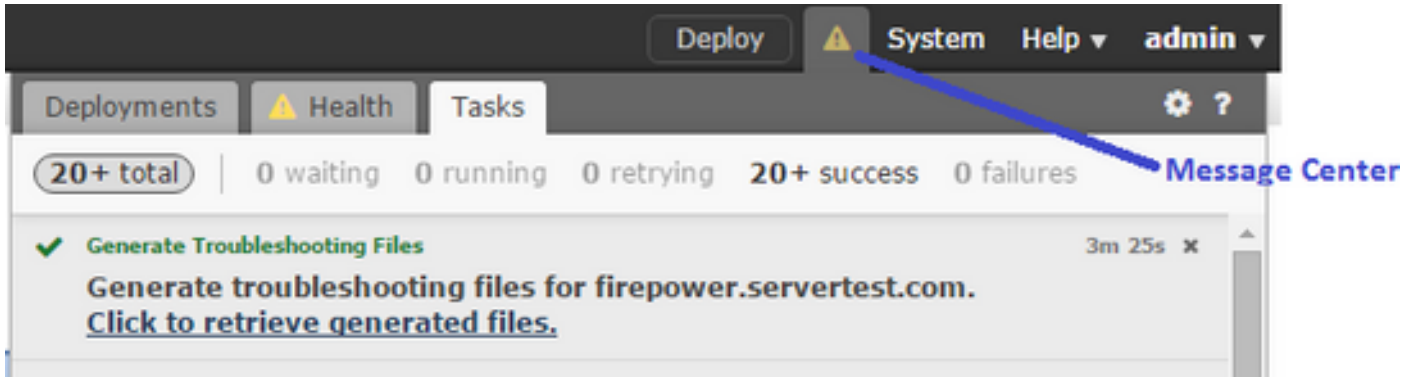 Deploy System Help admin
Deployments Health Tasks ?
20+ total 0 waiting 0 running 0 retrying 20+ success 0 failures
Message Center
Generate Troubleshooting Files 3m 25s
Generate troubleshooting files for firepower.servertest.com.
Click to retrieve generated files.